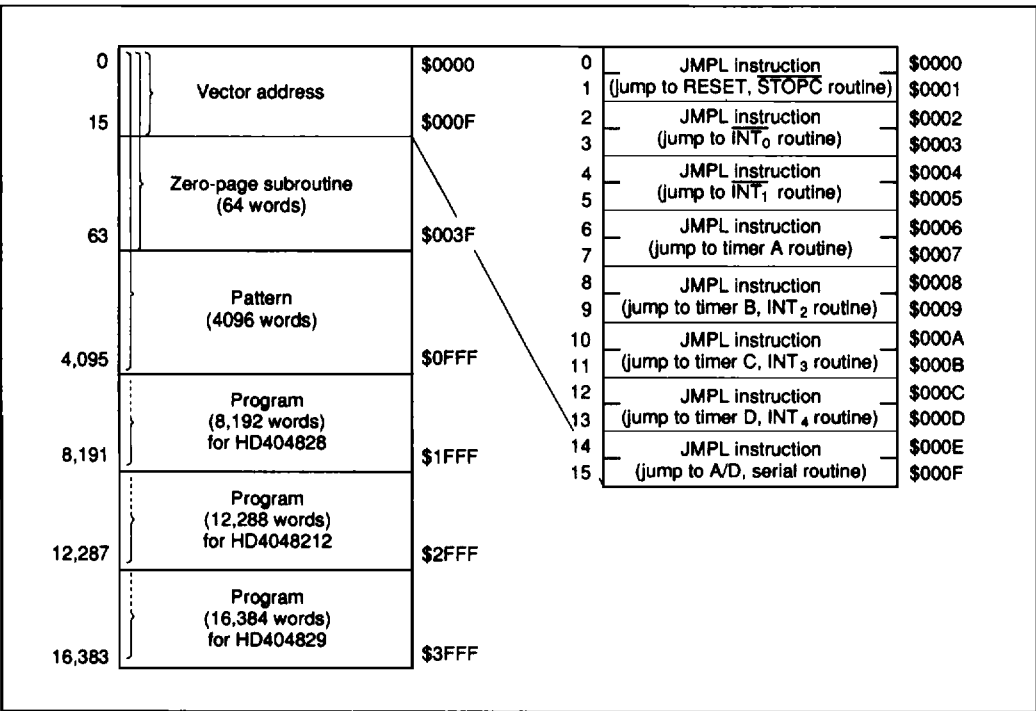 0
Vector address
$0000
15
$000F
Zero-page subroutine
(64 words)
63
$003F
Pattern
(4096 words)
4,095
$0FFF
Program
(8,192 words)
for HD404828
8,191
$1FFF
Program
(12,288 words)
for HD4048212
12,287
$2FFF
Program
(16,384 words)
for HD404829
16,383
$3FFF
0 JMPL instruction $0000
1 (jump to RESET, STOPC routine) $0001
2 JMPL instruction $0002
3 (jump to INT0 routine) $0003
4 JMPL instruction $0004
5 (jump to INT1 routine) $0005
6 JMPL instruction $0006
7 (jump to timer A routine) $0007
8 JMPL instruction $0008
9 (jump to timer B, INT2 routine) $0009
10 JMPL instruction $000A
11 (jump to timer C, INT3 routine) $000B
12 JMPL instruction $000C
13 (jump to timer D, INT4 routine) $000D
14 JMPL instruction $000E
15 (jump to A/D, serial routine) $000F